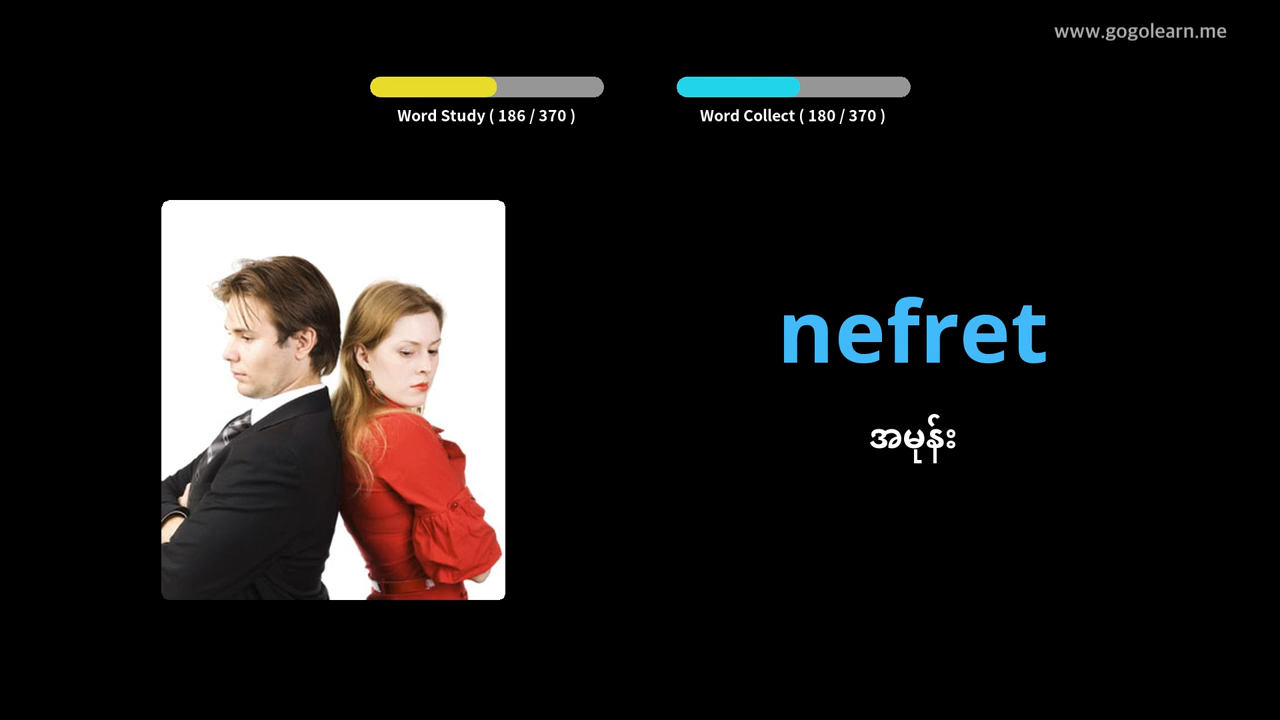 www.gogolearn.me
Word Study ( 186 / 370 )
Word Collect ( 180 / 370 )
nefret
အမုန်း